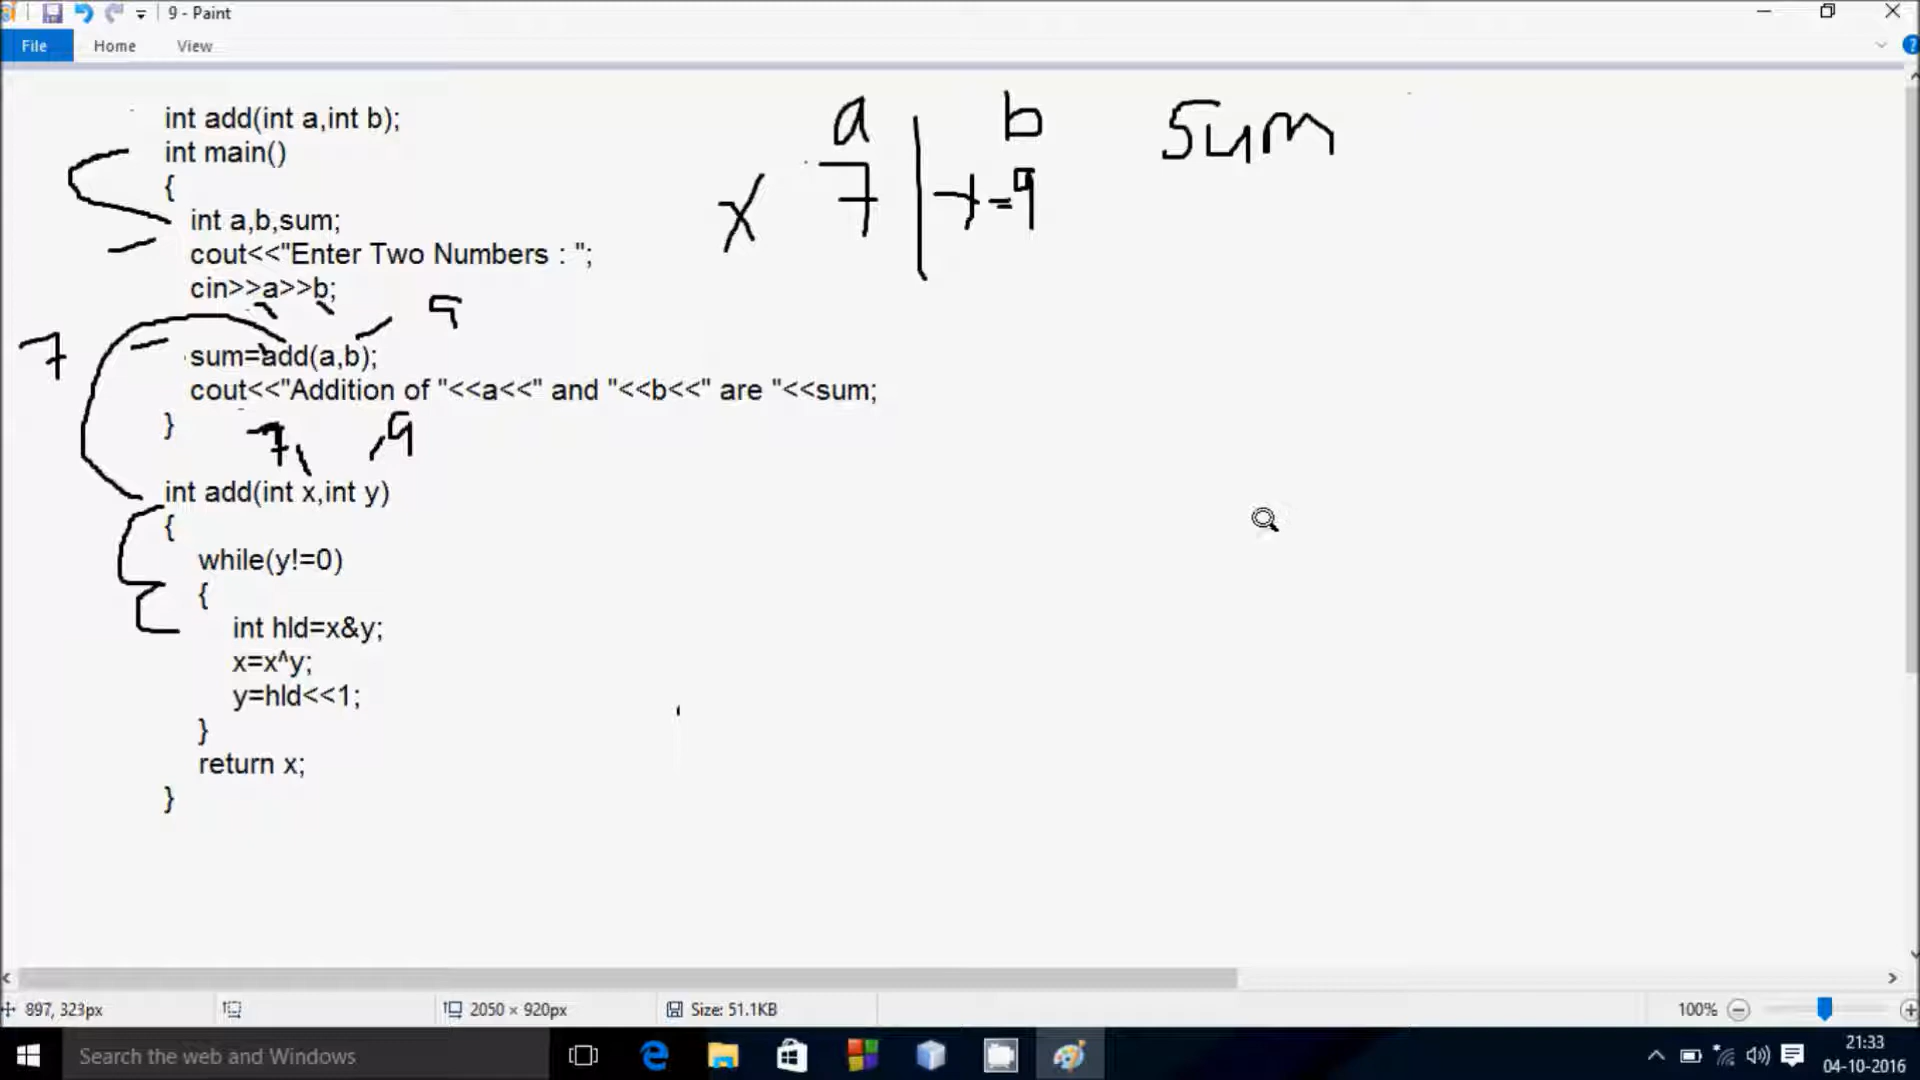 9 - Paint
File Home View
int add(int a,int b);
int main()
{
int a,b,sum;
cout<<"Enter Two Numbers : ";
cin>>a>>b;
sum=add(a,b);
cout<<"Addition of "<<a<<" and "<<b<<" are "<<sum;
}
int add(int x,int y)
{
while(y!=0)
{
int hld=x&y;
x=x^y;
y=hld<<1;
}
return x;
}
a b Sum
x 7 y=9
9
7
7, ,9
897, 323px 2050 × 920px Size: 51.1KB 100%
Search the web and Windows
21:33
04-10-2016